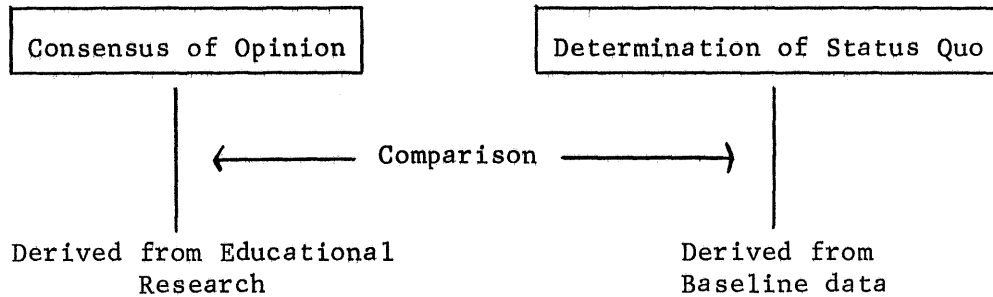 Consensus of Opinion
Determination of Status Quo
Comparison
Derived from Educational
Research
Derived from
Baseline data